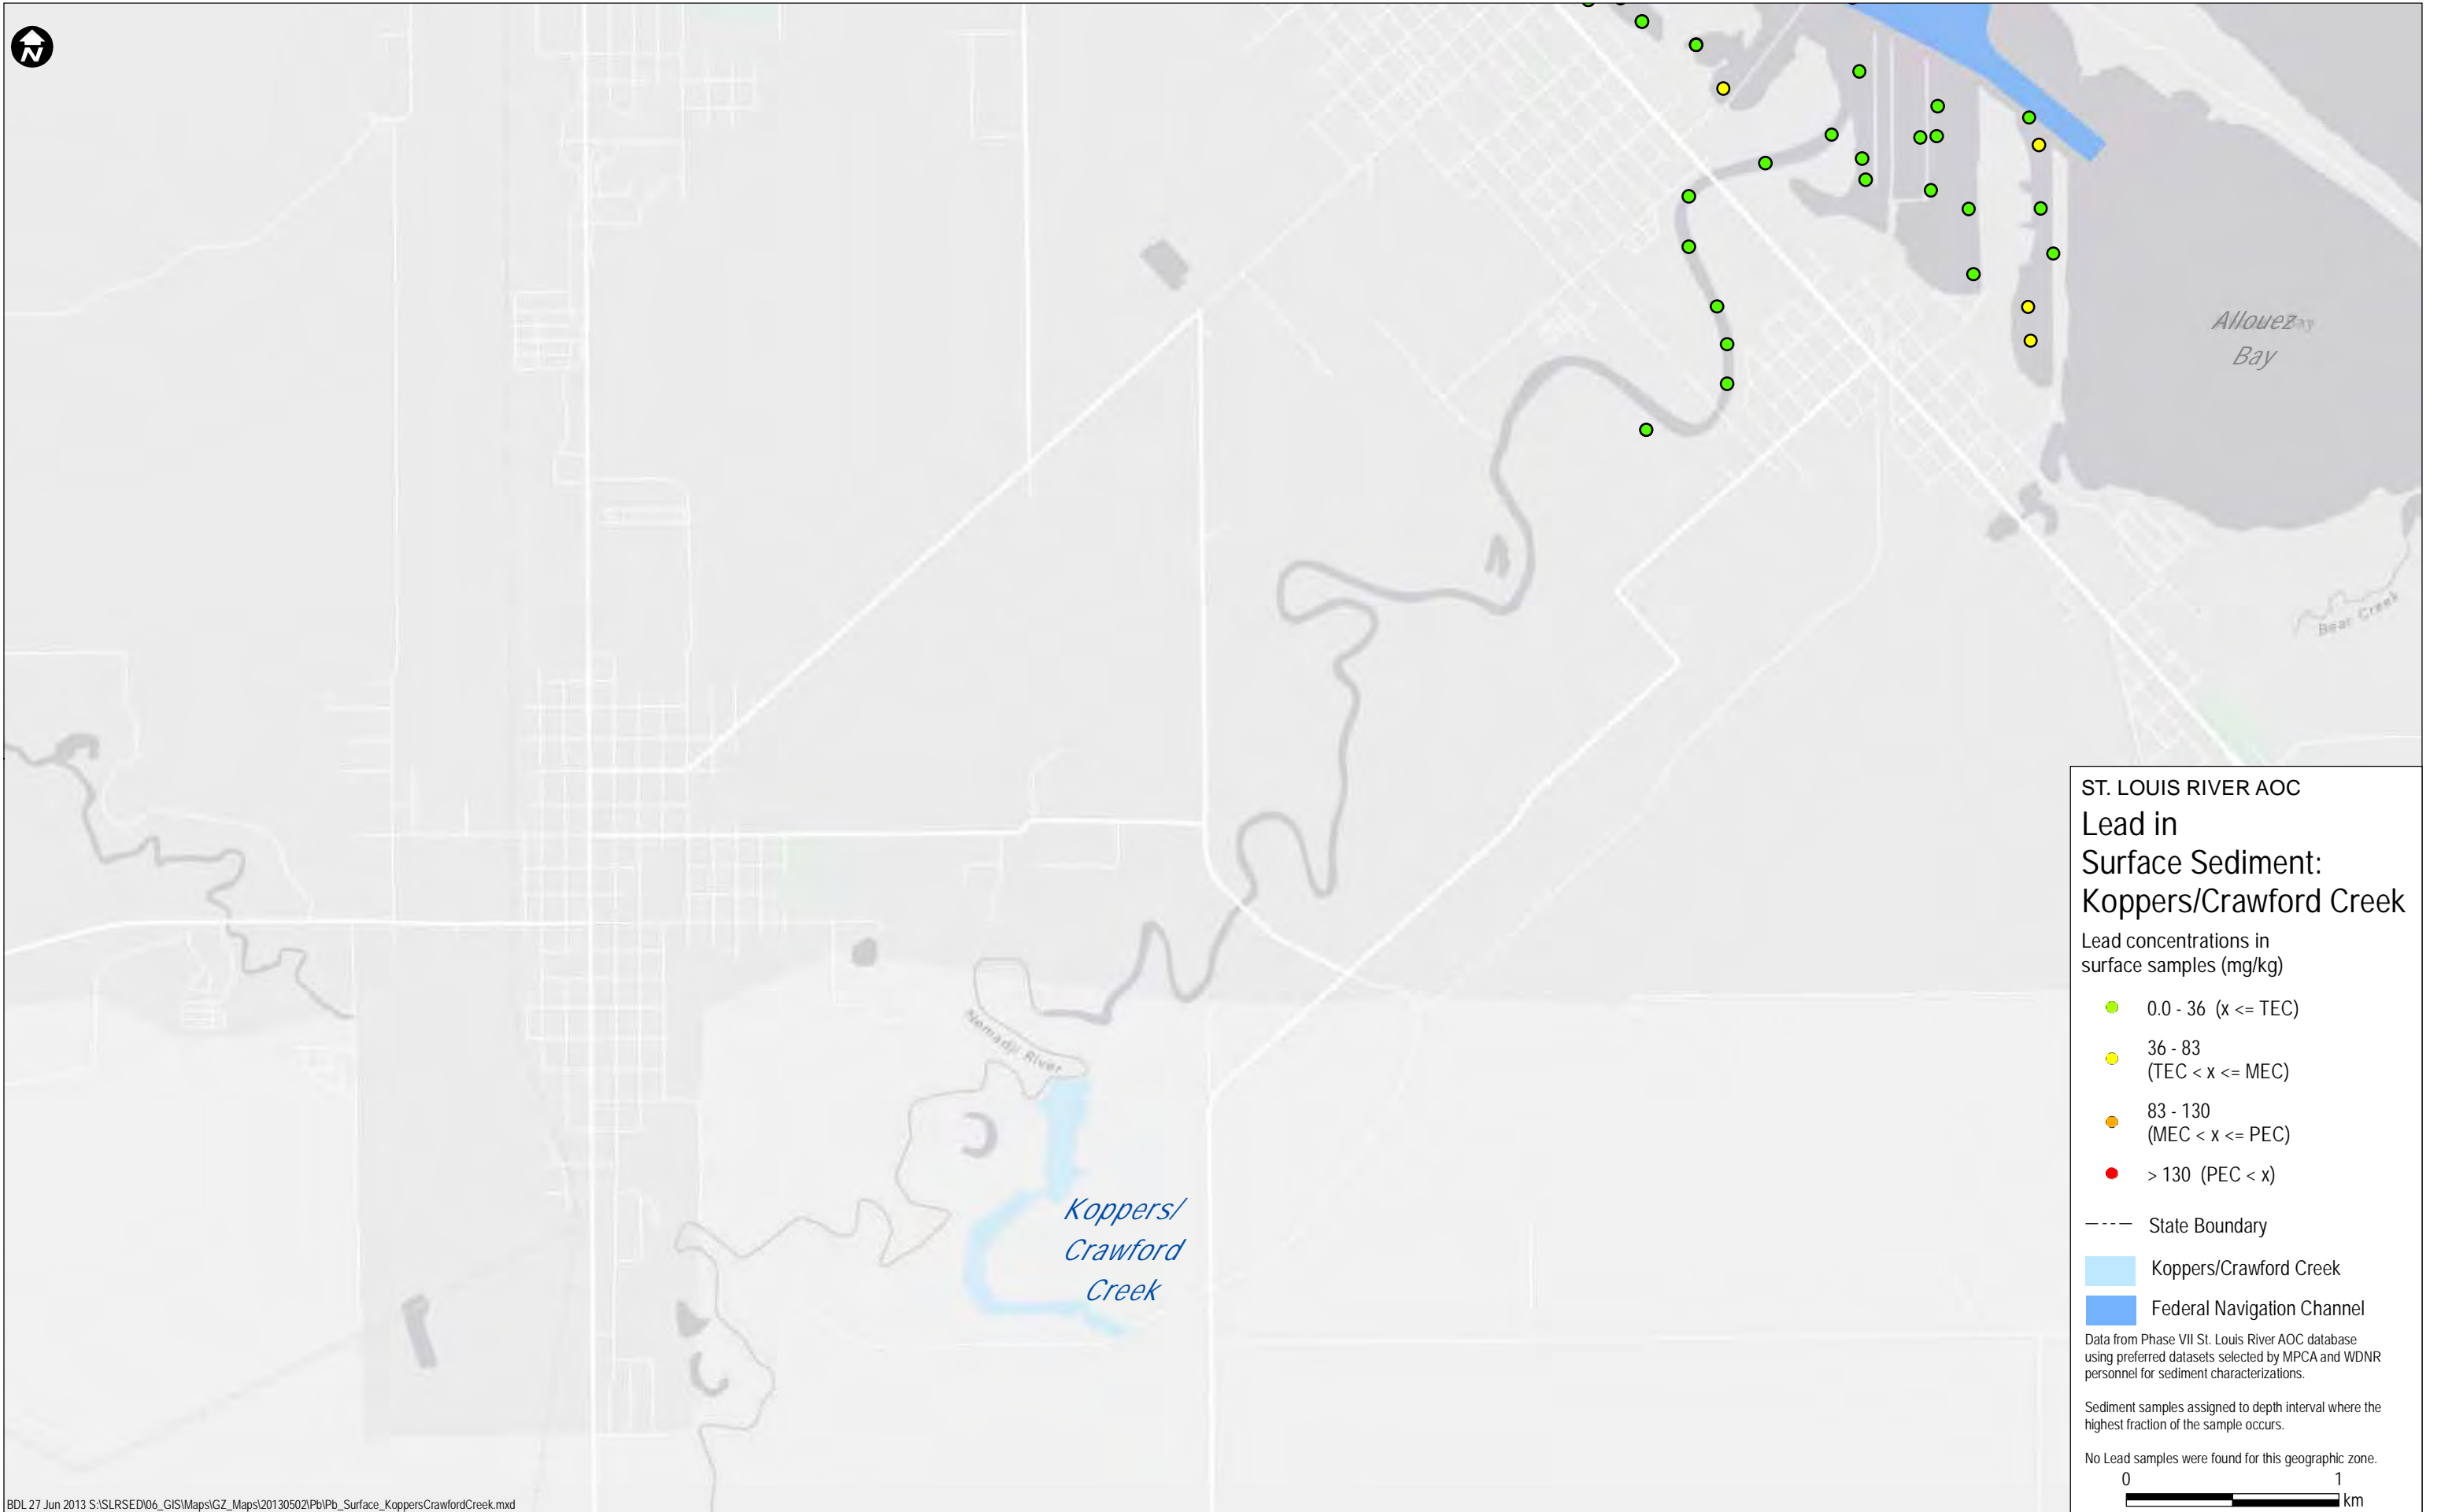 N
Allouez
Bay
Bear Creek
Nemadji River
Koppers/
Crawford
Creek
ST. LOUIS RIVER AOC
Lead in
Surface Sediment:
Koppers/Crawford Creek
Lead concentrations in
surface samples (mg/kg)
0.0 - 36 (x <= TEC)
36 - 83
(TEC < x <= MEC)
83 - 130
(MEC < x <= PEC)
> 130 (PEC < x)
State Boundary
Koppers/Crawford Creek
Federal Navigation Channel
Data from Phase VII St. Louis River AOC database
using preferred datasets selected by MPCA and WDNR
personnel for sediment characterizations.
Sediment samples assigned to depth interval where the
highest fraction of the sample occurs.
No Lead samples were found for this geographic zone.
0 1
km
BDL 27 Jun 2013 S:\SLRSED\06_GIS\Maps\GZ_Maps\20130502\Pb\Pb_Surface_KoppersCrawfordCreek.mxd